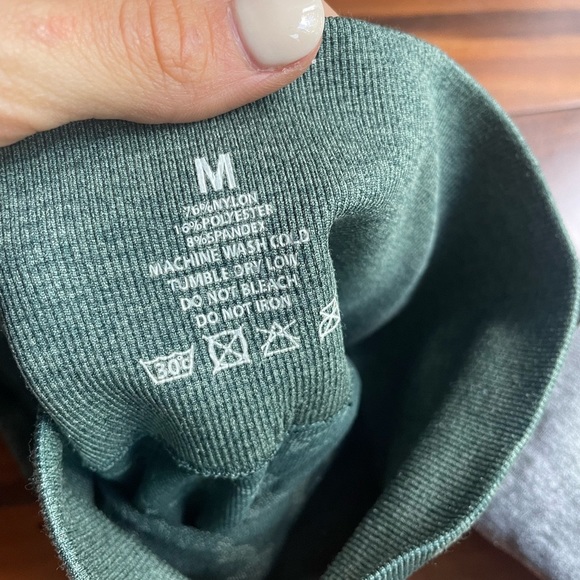 M
76%NYLON
16%POLYESTER
8%SPANDEX
MACHINE WASH COLD
TUMBLE DRY LOW
DO NOT BLEACH
DO NOT IRON
30°